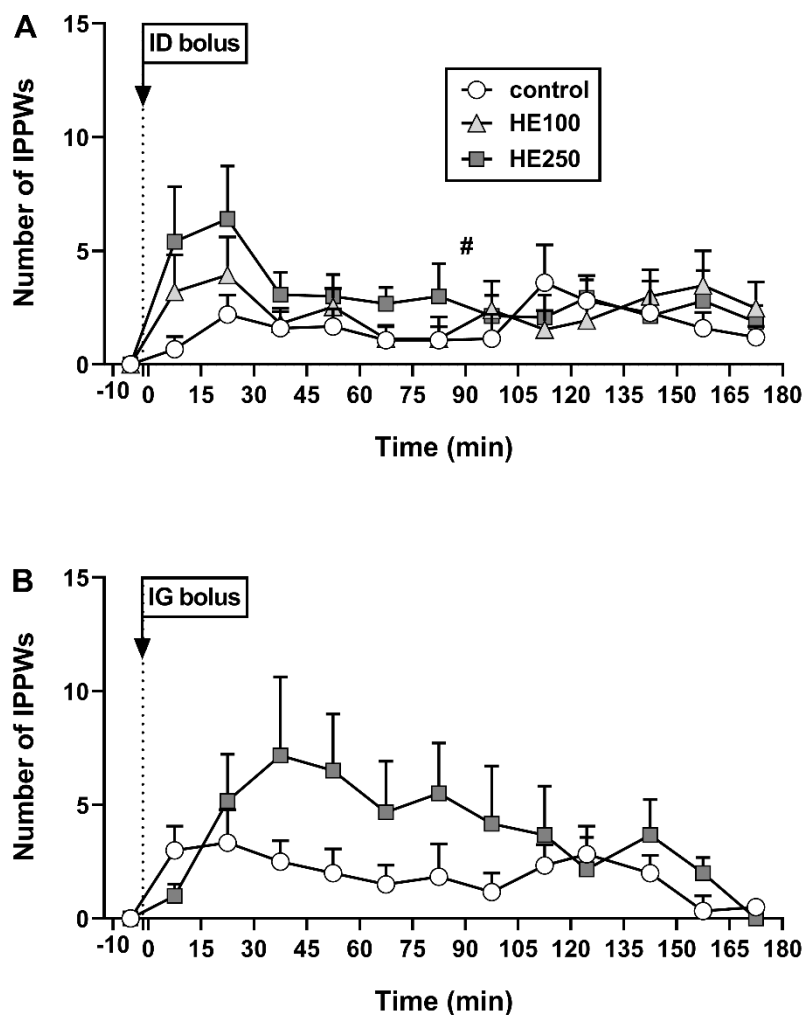 A
ID bolus
control
HE100
HE250
Number of IPPWs
15
10
5
0
#
-10 0 15 30 45 60 75 90 105 120 135 150 165 180
Time (min)
B
IG bolus
Number of IPPWs
15
10
5
0
-10 0 15 30 45 60 75 90 105 120 135 150 165 180
Time (min)